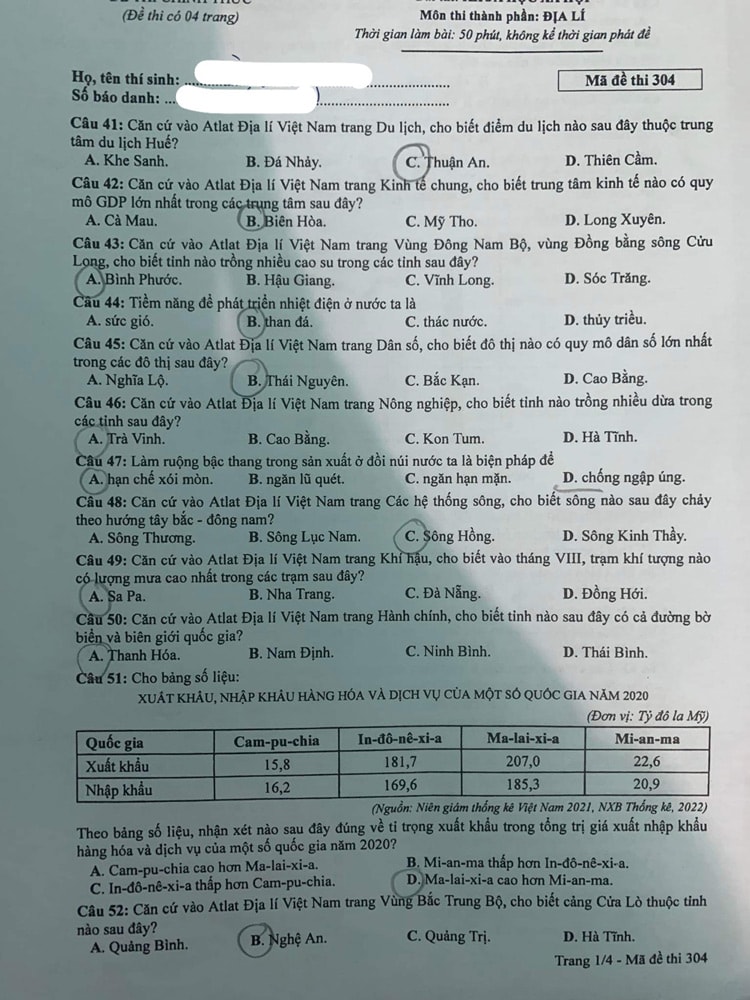 (Đề thi có 04 trang)
Môn thi thành phần: ĐỊA LÍ
Thời gian làm bài: 50 phút, không kể thời gian phát đề
Họ, tên thí sinh:
Mã đề thi 304
Số báo danh:
Câu 41: Căn cứ vào Atlat Địa lí Việt Nam trang Du lịch, cho biết điểm du lịch nào sau đây thuộc trung
tâm du lịch Huế?
A. Khe Sanh. B. Đá Nhảy. C. Thuận An. D. Thiên Cầm.
Câu 42: Căn cứ vào Atlat Địa lí Việt Nam trang Kinh tế chung, cho biết trung tâm kinh tế nào có quy
mô GDP lớn nhất trong các trung tâm sau đây?
A. Cà Mau. B. Biên Hòa. C. Mỹ Tho. D. Long Xuyên.
Câu 43: Căn cứ vào Atlat Địa lí Việt Nam trang Vùng Đông Nam Bộ, vùng Đồng bằng sông Cửu
Long, cho biết tỉnh nào trồng nhiều cao su trong các tỉnh sau đây?
A. Bình Phước. B. Hậu Giang. C. Vĩnh Long. D. Sóc Trăng.
Câu 44: Tiềm năng để phát triển nhiệt điện ở nước ta là
A. sức gió. B. than đá. C. thác nước. D. thủy triều.
Câu 45: Căn cứ vào Atlat Địa lí Việt Nam trang Dân số, cho biết đô thị nào có quy mô dân số lớn nhất
trong các đô thị sau đây?
A. Nghĩa Lộ. B. Thái Nguyên. C. Bắc Kạn. D. Cao Bằng.
Câu 46: Căn cứ vào Atlat Địa lí Việt Nam trang Nông nghiệp, cho biết tỉnh nào trồng nhiều dừa trong
các tỉnh sau đây?
A. Trà Vinh. B. Cao Bằng. C. Kon Tum. D. Hà Tĩnh.
Câu 47: Làm ruộng bậc thang trong sản xuất ở đồi núi nước ta là biện pháp để
A. hạn chế xói mòn. B. ngăn lũ quét. C. ngăn hạn mặn. D. chống ngập úng.
Câu 48: Căn cứ vào Atlat Địa lí Việt Nam trang Các hệ thống sông, cho biết sông nào sau đây chảy
theo hướng tây bắc - đông nam?
A. Sông Thương. B. Sông Lục Nam. C. Sông Hồng. D. Sông Kinh Thầy.
Câu 49: Căn cứ vào Atlat Địa lí Việt Nam trang Khí hậu, cho biết vào tháng VIII, trạm khí tượng nào
có lượng mưa cao nhất trong các trạm sau đây?
A. Sa Pa. B. Nha Trang. C. Đà Nẵng. D. Đồng Hới.
Câu 50: Căn cứ vào Atlat Địa lí Việt Nam trang Hành chính, cho biết tỉnh nào sau đây có cả đường bờ
biển và biên giới quốc gia?
A. Thanh Hóa. B. Nam Định. C. Ninh Bình. D. Thái Bình.
Câu 51: Cho bảng số liệu:
XUẤT KHẨU, NHẬP KHẨU HÀNG HÓA VÀ DỊCH VỤ CỦA MỘT SỐ QUỐC GIA NĂM 2020
(Đơn vị: Tỷ đô la Mỹ)
Quốc gia Cam-pu-chia In-đô-nê-xi-a Ma-lai-xi-a Mi-an-ma
Xuất khẩu 15,8 181,7 207,0 22,6
Nhập khẩu 16,2 169,6 185,3 20,9
(Nguồn: Niên giám thống kê Việt Nam 2021, NXB Thống kê, 2022)
Theo bảng số liệu, nhận xét nào sau đây đúng về tỉ trọng xuất khẩu trong tổng trị giá xuất nhập khẩu
hàng hóa và dịch vụ của một số quốc gia năm 2020?
A. Cam-pu-chia cao hơn Ma-lai-xi-a. B. Mi-an-ma thấp hơn In-đô-nê-xi-a.
C. In-đô-nê-xi-a thấp hơn Cam-pu-chia. D. Ma-lai-xi-a cao hơn Mi-an-ma.
Câu 52: Căn cứ vào Atlat Địa lí Việt Nam trang Vùng Bắc Trung Bộ, cho biết cảng Cửa Lò thuộc tỉnh
nào sau đây?
A. Quảng Bình. B. Nghệ An. C. Quảng Trị. D. Hà Tĩnh.
Trang 1/4 - Mã đề thi 304